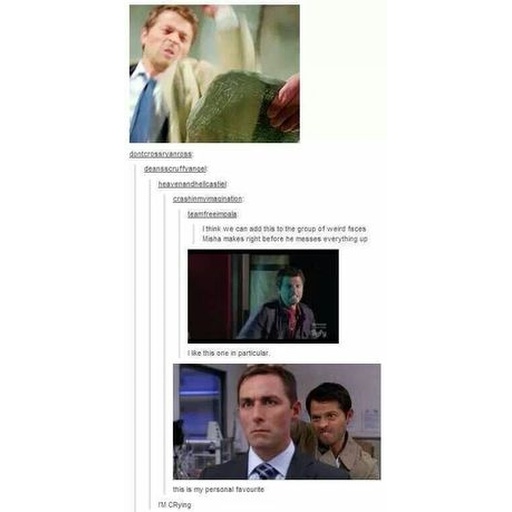 dontcrossryanross:
deansscruffyangel:
heavenandhellcastiel:
crashinmyimagination:
teamfreeimpala:
I think we can add this to the group of weird faces
Misha makes right before he messes everything up
I like this one in particular.
this is my personal favourite
I'M CRying